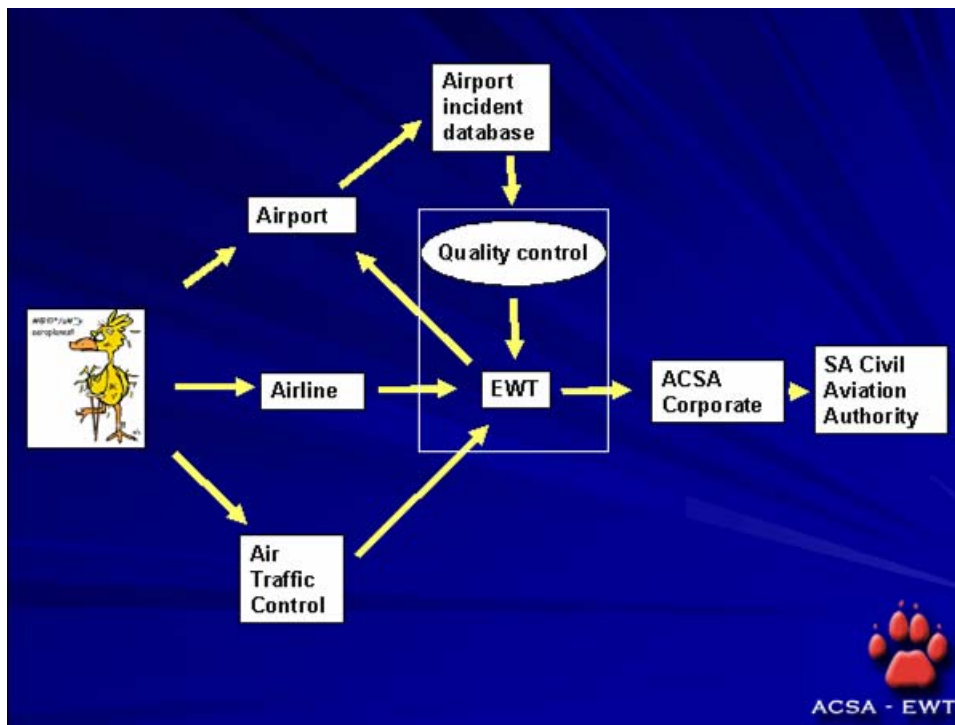 Airport
incident
database
Airport
Quality control
Airline
EWT
ACSA
Corporate
SA Civil
Aviation
Authority
Air
Traffic
Control
ACSA - EWT